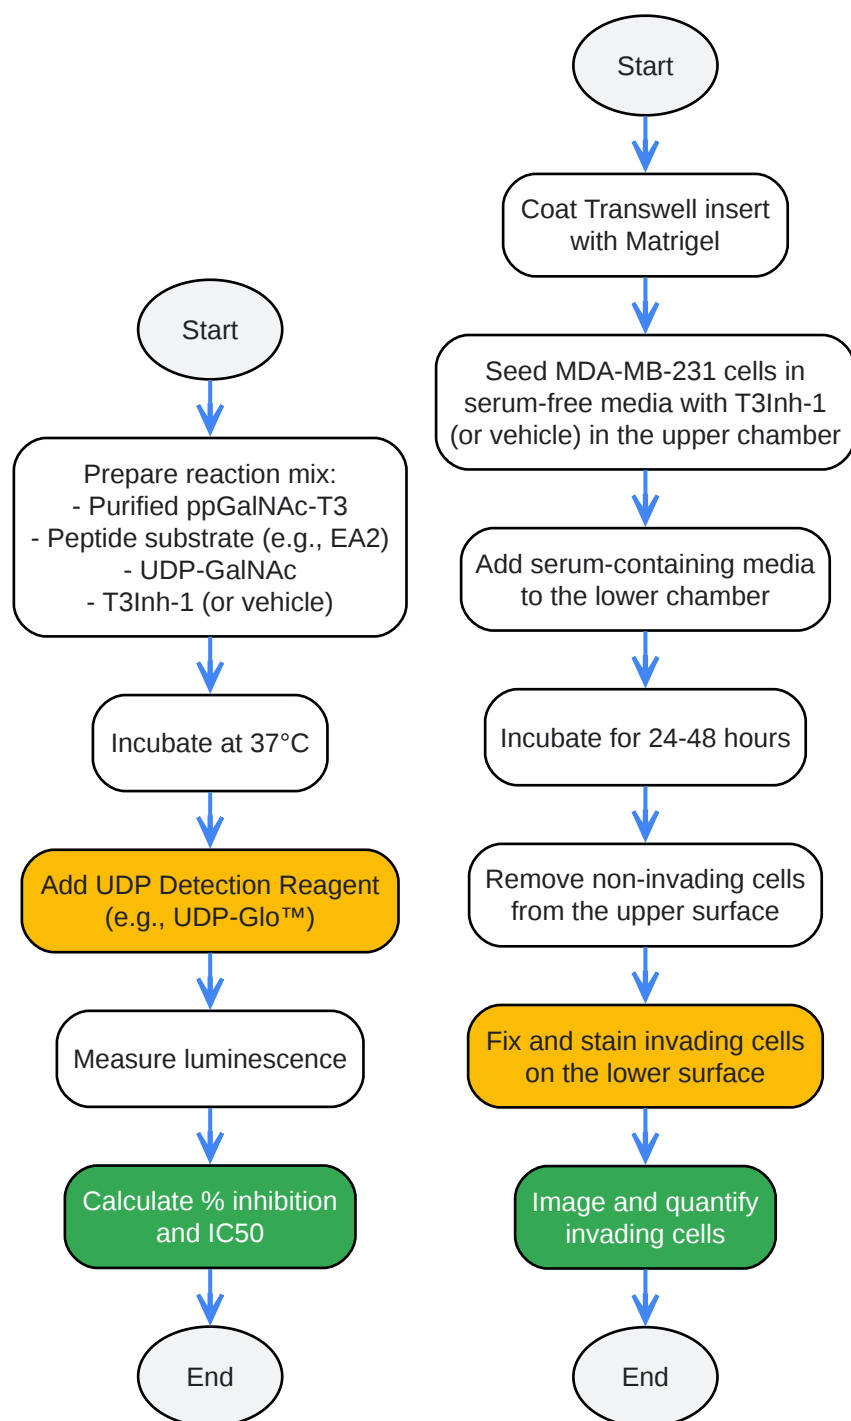 Start
Prepare reaction mix:
- Purified ppGalNAc-T3
- Peptide substrate (e.g., EA2)
- UDP-GalNAc
- T3Inh-1 (or vehicle)
Incubate at 37°C
Add UDP Detection Reagent
(e.g., UDP-Glo™)
Measure luminescence
Calculate % inhibition
and IC50
End
Start
Coat Transwell insert
with Matrigel
Seed MDA-MB-231 cells in
serum-free media with T3Inh-1
(or vehicle) in the upper chamber
Add serum-containing media
to the lower chamber
Incubate for 24-48 hours
Remove non-invading cells
from the upper surface
Fix and stain invading cells
on the lower surface
Image and quantify
invading cells
End